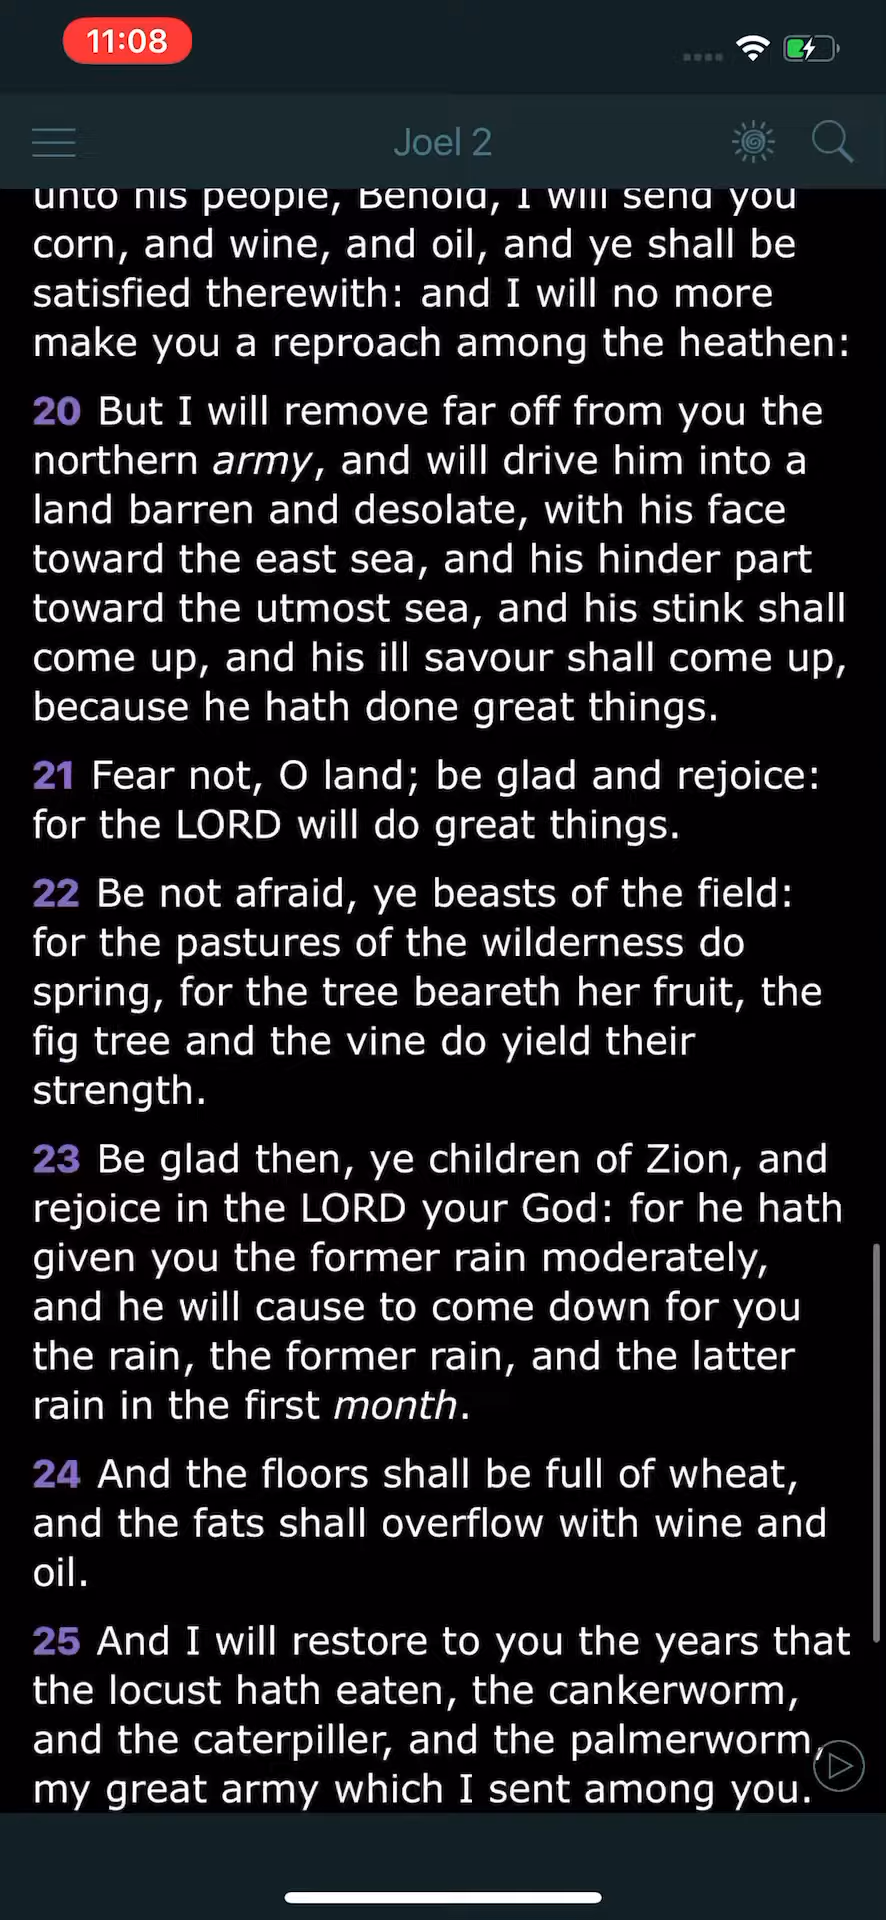 11:08
Joel 2
unto his people, Behold, I will send you
corn, and wine, and oil, and ye shall be
satisfied therewith: and I will no more
make you a reproach among the heathen:
20 But I will remove far off from you the
northern army, and will drive him into a
land barren and desolate, with his face
toward the east sea, and his hinder part
toward the utmost sea, and his stink shall
come up, and his ill savour shall come up,
because he hath done great things.
21 Fear not, O land; be glad and rejoice:
for the LORD will do great things.
22 Be not afraid, ye beasts of the field:
for the pastures of the wilderness do
spring, for the tree beareth her fruit, the
fig tree and the vine do yield their
strength.
23 Be glad then, ye children of Zion, and
rejoice in the LORD your God: for he hath
given you the former rain moderately,
and he will cause to come down for you
the rain, the former rain, and the latter
rain in the first month.
24 And the floors shall be full of wheat,
and the fats shall overflow with wine and
oil.
25 And I will restore to you the years that
the locust hath eaten, the cankerworm,
and the caterpiller, and the palmerworm,
my great army which I sent among you.